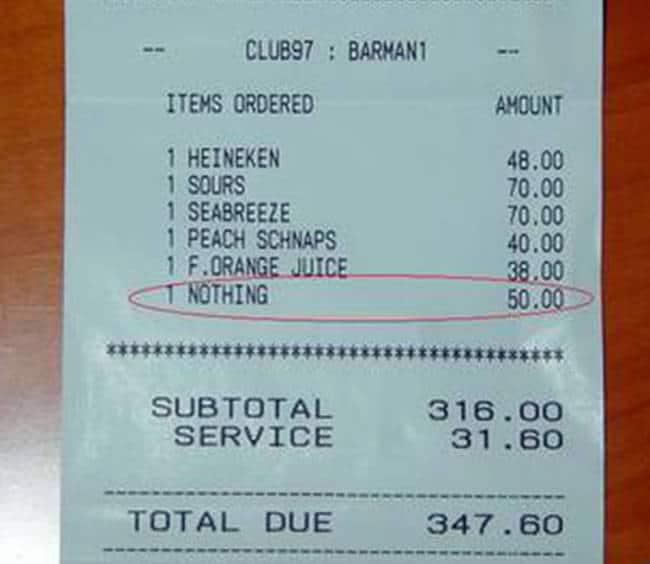 -- CLUB97 : BARMAN1 --
ITEMS ORDERED AMOUNT
1 HEINEKEN 48.00
1 SOURS 70.00
1 SEABREEZE 70.00
1 PEACH SCHNAPS 40.00
1 F.ORANGE JUICE 38.00
1 NOTHING 50.00
****************************************
SUBTOTAL 316.00
SERVICE 31.60
----------------------------------------
TOTAL DUE 347.60
----------------------------------------